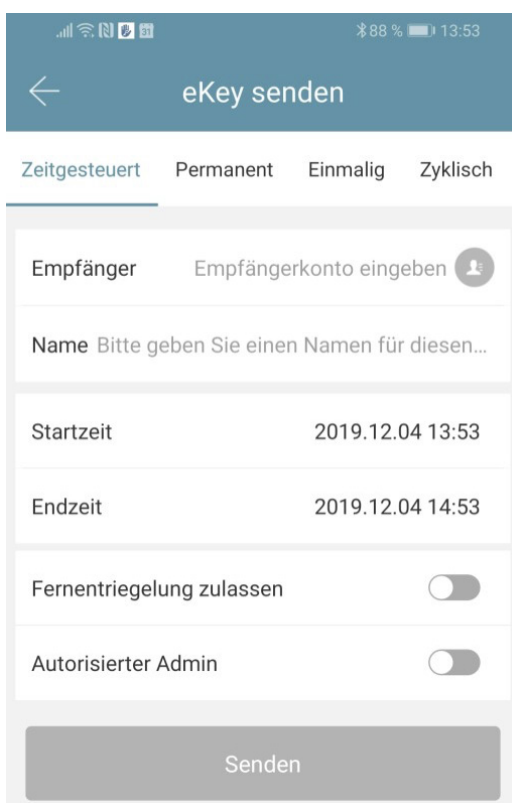 88 % 13:53
eKey senden
Zeitgesteuert Permanent Einmalig Zyklisch
Empfänger Empfängerkonto eingeben
Name Bitte geben Sie einen Namen für diesen...
Startzeit 2019.12.04 13:53
Endzeit 2019.12.04 14:53
Fernentriegelung zulassen
Autorisierter Admin
Senden